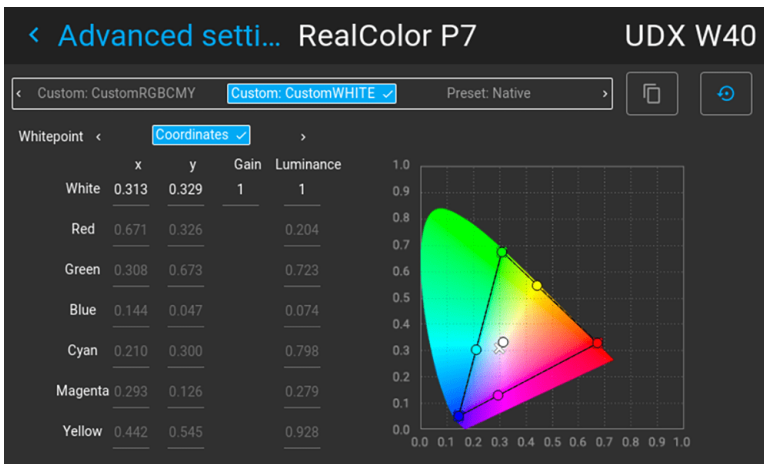 ‹ Advanced setti... RealColor P7 UDX W40
‹ Custom: CustomRGBCMY Custom: CustomWHITE ✓ Preset: Native ›
Whitepoint ‹ Coordinates ✓ ›
x y Gain Luminance
White 0.313 0.329 1 1
Red 0.671 0.326 0.204
Green 0.308 0.673 0.723
Blue 0.144 0.047 0.074
Cyan 0.210 0.300 0.798
Magenta 0.293 0.126 0.279
Yellow 0.442 0.545 0.928
1.0
0.9
0.8
0.7
0.6
0.5
0.4
0.3
0.2
0.1
0.0
0.0 0.1 0.2 0.3 0.4 0.5 0.6 0.7 0.8 0.9 1.0